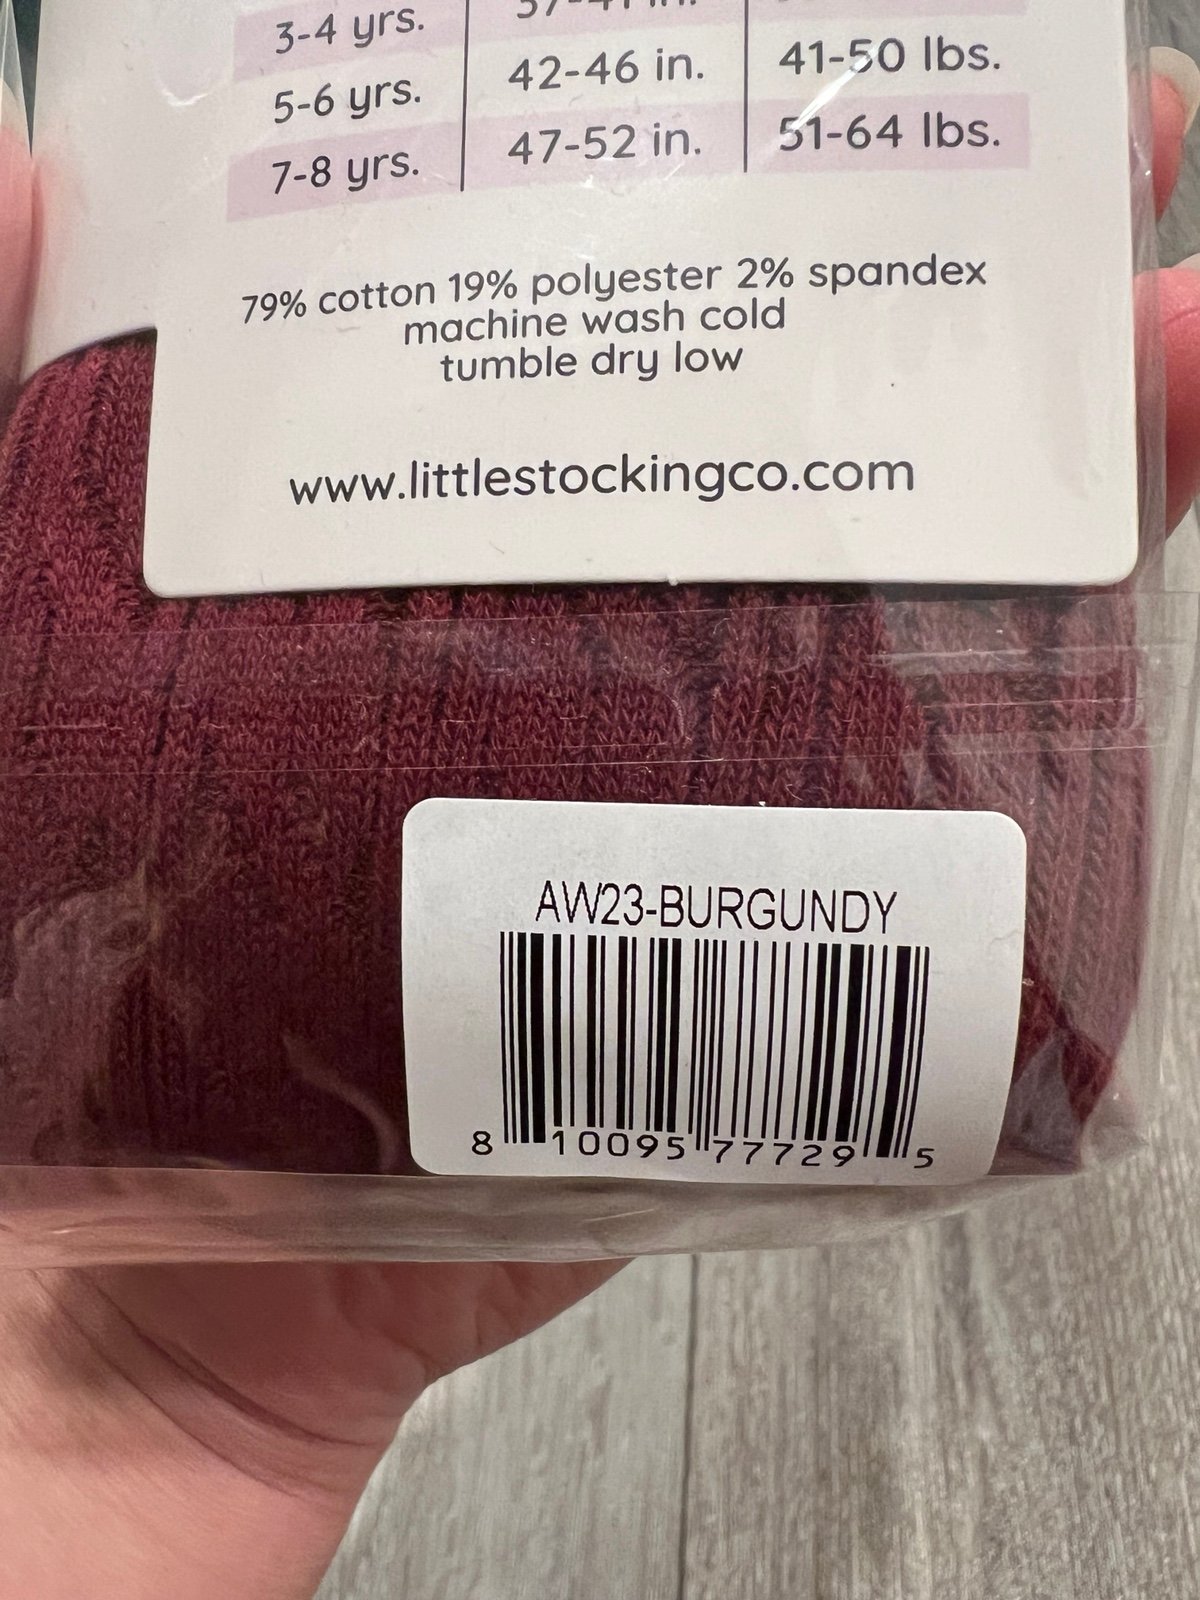 3-4 yrs.
5-6 yrs. 42-46 in. 41-50 lbs.
7-8 yrs. 47-52 in. 51-64 lbs.
79% cotton 19% polyester 2% spandex
machine wash cold
tumble dry low
www.littlestockingco.com
AW23-BURGUNDY
8 10095 77729 5